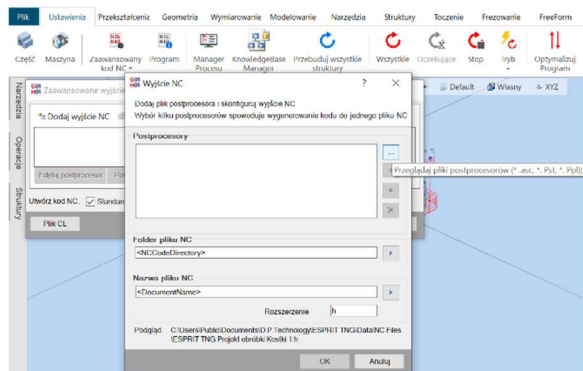 Plik Ustawienia Przekształcenia Geometria Wymiarowanie Modelowanie Narzędzia Struktury Toczenie Frezowanie FreeForm
Część Maszyna Zaawansowany kod NC Program Manager Procesu KnowledgeBase Manager Przebuduj wszystkie struktury Wszystkie Oczekujące Stop Tryb Optymalizuj Program
Narzędzia
Operacje
Struktury
Zaawansowane wyjście
Dodaj wyjście NC
Edytuj postprocesor
Utwórz kod NC:
Plik CL
Default Własny XYZ
Wyjście NC ? ×
Dodaj plik postprocesora i skonfiguruj wyjście NC
Wybór kilku postprocesorów spowoduje wygenerowanie kodu do jednego pliku NC
Postprocesory
...
Przeglądaj pliki postprocesorów (*.asc, *.Pst, *.Pplj)
Folder pliku NC
<NCCodeDirectory>
Nazwa pliku NC
<DocumentName>
Rozszerzenie h
Podgląd C:\Users\Public\Documents\D.P.Technology\ESPRIT TNG\Data\NC Files
\ESPRIT TNG Projekt obróbki Kostki 1.h
OK Anuluj